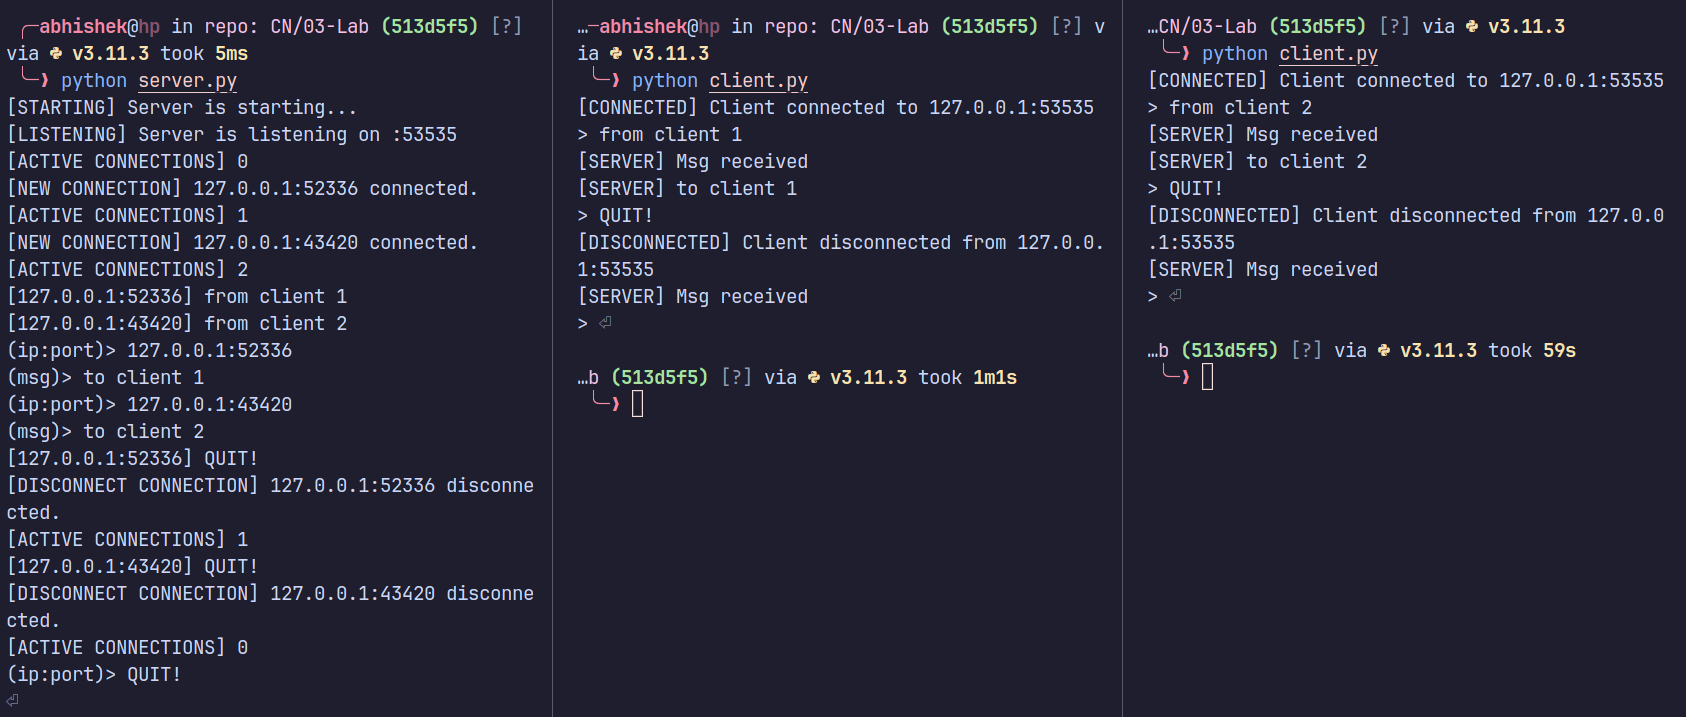 abhishek@hp in repo: CN/03-Lab (513d5f5) [?]
via v3.11.3 took 5ms
❯ python server.py
[STARTING] Server is starting...
[LISTENING] Server is listening on :53535
[ACTIVE CONNECTIONS] 0
[NEW CONNECTION] 127.0.0.1:52336 connected.
[ACTIVE CONNECTIONS] 1
[NEW CONNECTION] 127.0.0.1:43420 connected.
[ACTIVE CONNECTIONS] 2
[127.0.0.1:52336] from client 1
[127.0.0.1:43420] from client 2
(ip:port)> 127.0.0.1:52336
(msg)> to client 1
(ip:port)> 127.0.0.1:43420
(msg)> to client 2
[127.0.0.1:52336] QUIT!
[DISCONNECT CONNECTION] 127.0.0.1:52336 disconne
cted.
[ACTIVE CONNECTIONS] 1
[127.0.0.1:43420] QUIT!
[DISCONNECT CONNECTION] 127.0.0.1:43420 disconne
cted.
[ACTIVE CONNECTIONS] 0
(ip:port)> QUIT!
⏎
…─abhishek@hp in repo: CN/03-Lab (513d5f5) [?] v
ia v3.11.3
❯ python client.py
[CONNECTED] Client connected to 127.0.0.1:53535
> from client 1
[SERVER] Msg received
[SERVER] to client 1
> QUIT!
[DISCONNECTED] Client disconnected from 127.0.0.
1:53535
[SERVER] Msg received
> ⏎
…b (513d5f5) [?] via v3.11.3 took 1m1s
❯
…CN/03-Lab (513d5f5) [?] via v3.11.3
❯ python client.py
[CONNECTED] Client connected to 127.0.0.1:53535
> from client 2
[SERVER] Msg received
[SERVER] to client 2
> QUIT!
[DISCONNECTED] Client disconnected from 127.0.0
.1:53535
[SERVER] Msg received
> ⏎
…b (513d5f5) [?] via v3.11.3 took 59s
❯